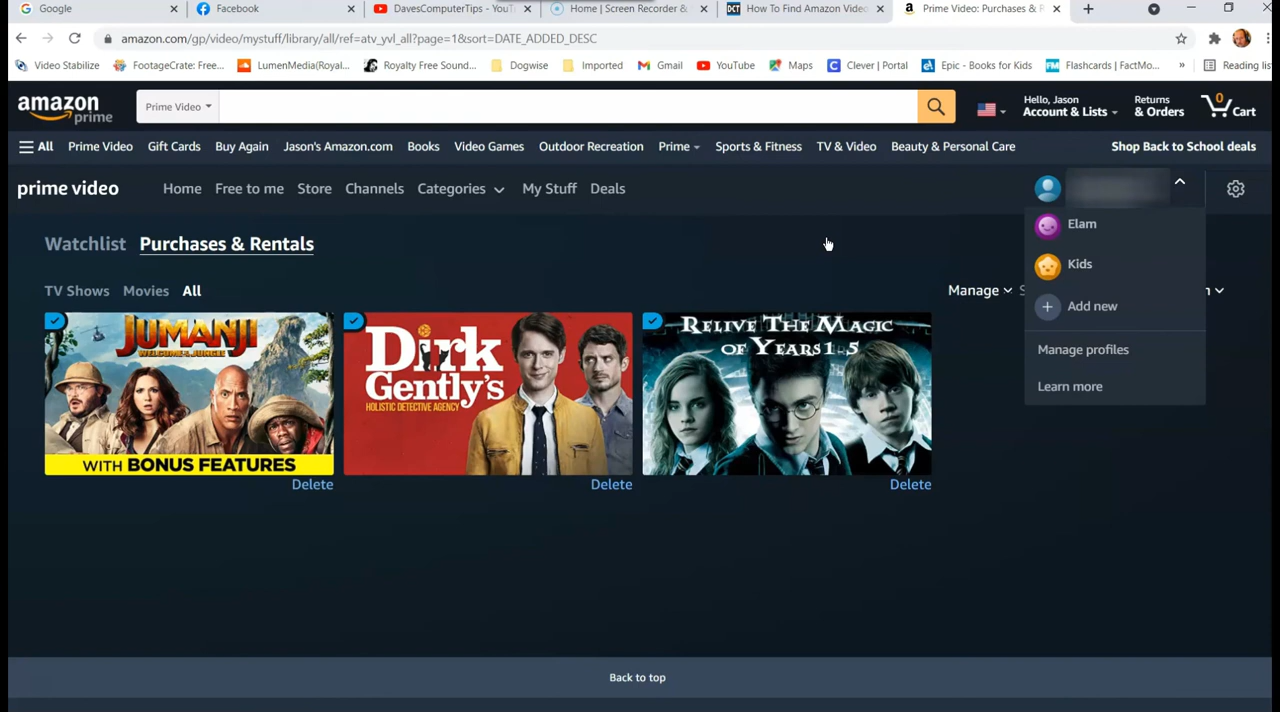 Google
Facebook
DavesComputerTips - YouT
Home | Screen Recorder &
DCT How To Find Amazon Video
Prime Video: Purchases & R
amazon.com/gp/video/mystuff/library/all/ref=atv_yvl_all?page=1&sort=DATE_ADDED_DESC
Video Stabilize
FootageCrate: Free...
LumenMedia(Royal...
Royalty Free Sound...
Dogwise
Imported
Gmail
YouTube
Maps
Clever | Portal
Epic - Books for Kids
FM Flashcards | FactMo...
»
Reading lis
amazon prime
Prime Video
Hello, Jason
Account & Lists
Returns
& Orders
0
Cart
All
Prime Video
Gift Cards
Buy Again
Jason's Amazon.com
Books
Video Games
Outdoor Recreation
Prime
Sports & Fitness
TV & Video
Beauty & Personal Care
Shop Back to School deals
prime video
Home
Free to me
Store
Channels
Categories
My Stuff
Deals
Elam
Kids
Add new
Manage profiles
Learn more
Watchlist
Purchases & Rentals
TV Shows
Movies
All
Manage
JUMANJI
WELCOME TO THE JUNGLE
WITH BONUS FEATURES
Dirk
Gently's
HOLISTIC DETECTIVE AGENCY
RELIVE THE MAGIC
OF YEARS 1-5
Delete
Delete
Delete
Back to top